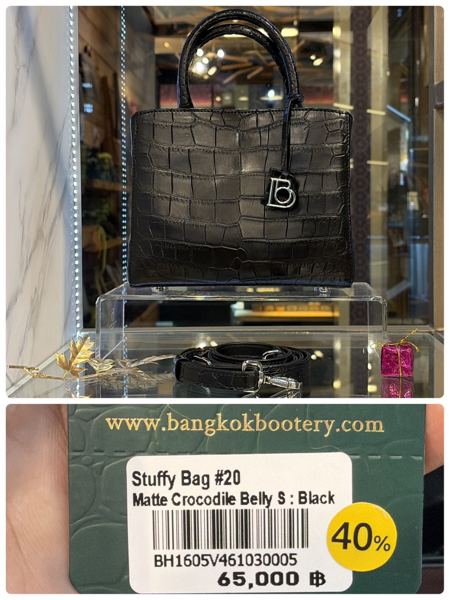 B
www.bangkokbootery.com
Stuffy Bag #20
Matte Crocodile Belly S : Black
BH1605V461030005
65,000 ฿
40%